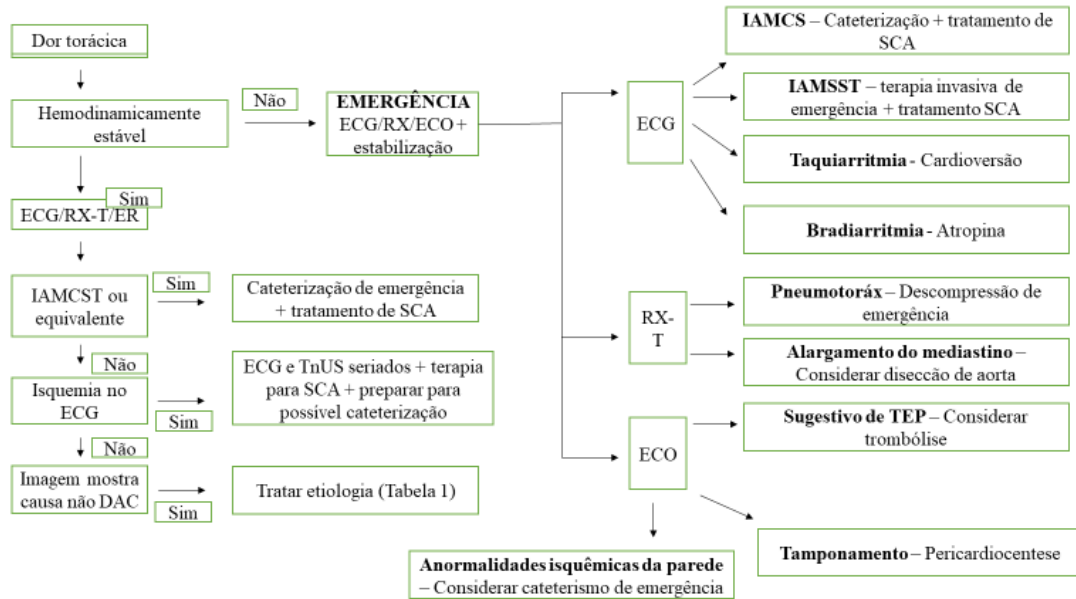 Dor torácica
Hemodinamicamente
estável
Não
EMERGÊNCIA
ECG/RX/ECO +
estabilização
Sim
ECG/RX-T/ER
IAMCST ou
equivalente
Sim
Cateterização de emergência
+ tratamento de SCA
Não
Isquemia no
ECG
Sim
ECG e TnUS seriados + terapia
para SCA + preparar para
possível cateterização
Não
Imagem mostra
causa não DAC
Sim
Tratar etiologia (Tabela 1)
ECG
IAMCS – Cateterização + tratamento de
SCA
IAMSST – terapia invasiva de
emergência + tratamento SCA
Taquiarritmia - Cardioversão
Bradiarritmia - Atropina
RX-
T
Pneumotoráx – Descompressão de
emergência
Alargamento do mediastino –
Considerar diseccão de aorta
ECO
Sugestivo de TEP – Considerar
trombólise
Tamponamento – Pericardiocentese
Anormalidades isquêmicas da parede
– Considerar cateterismo de emergência